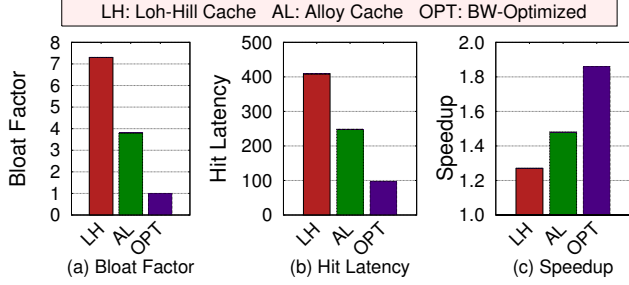 LH: Loh-Hill Cache AL: Alloy Cache OPT: BW-Optimized
Bloat Factor
8
7
6
5
4
3
2
1
0
LH
AL
OPT
(a) Bloat Factor
Hit Latency
500
400
300
200
100
0
LH
AL
OPT
(b) Hit Latency
Speedup
2.0
1.8
1.6
1.4
1.2
1.0
LH
AL
OPT
(c) Speedup